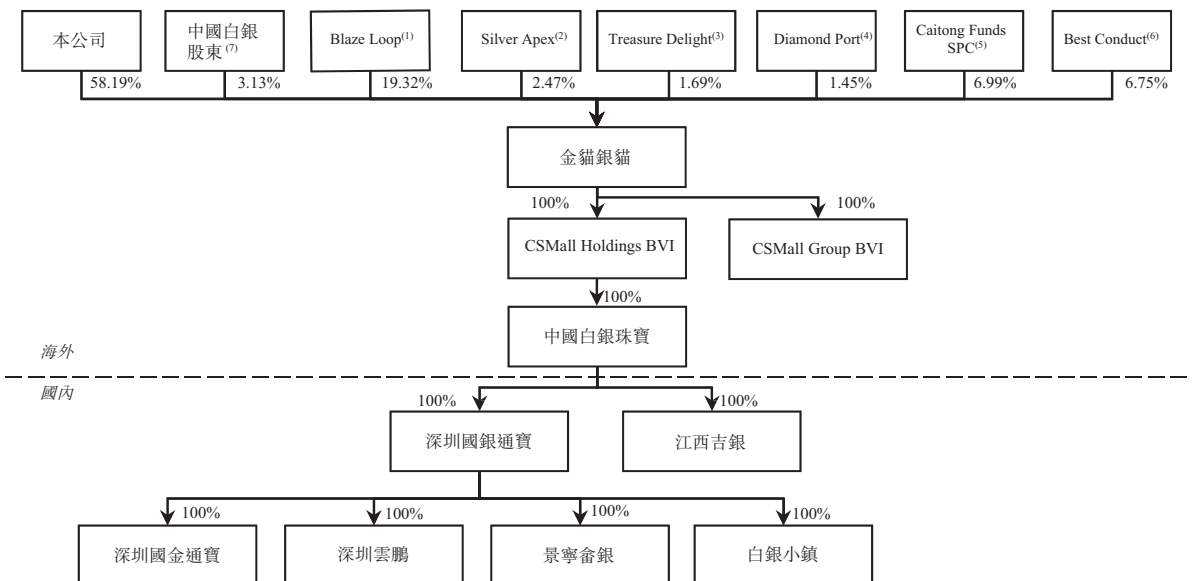 本公司
中國白銀
股東(7)
Blaze Loop(1)
Silver Apex(2)
Treasure Delight(3)
Diamond Port(4)
Caitong Funds
SPC(5)
Best Conduct(6)
58.19%
3.13%
19.32%
2.47%
1.69%
1.45%
6.99%
6.75%
金貓銀貓
100%
100%
CSMall Holdings BVI
CSMall Group BVI
100%
中國白銀珠寶
海外
國內
100%
100%
深圳國銀通寶
江西吉銀
100%
100%
100%
100%
深圳國金通寶
深圳雲鵬
景寧畬銀
白銀小鎮